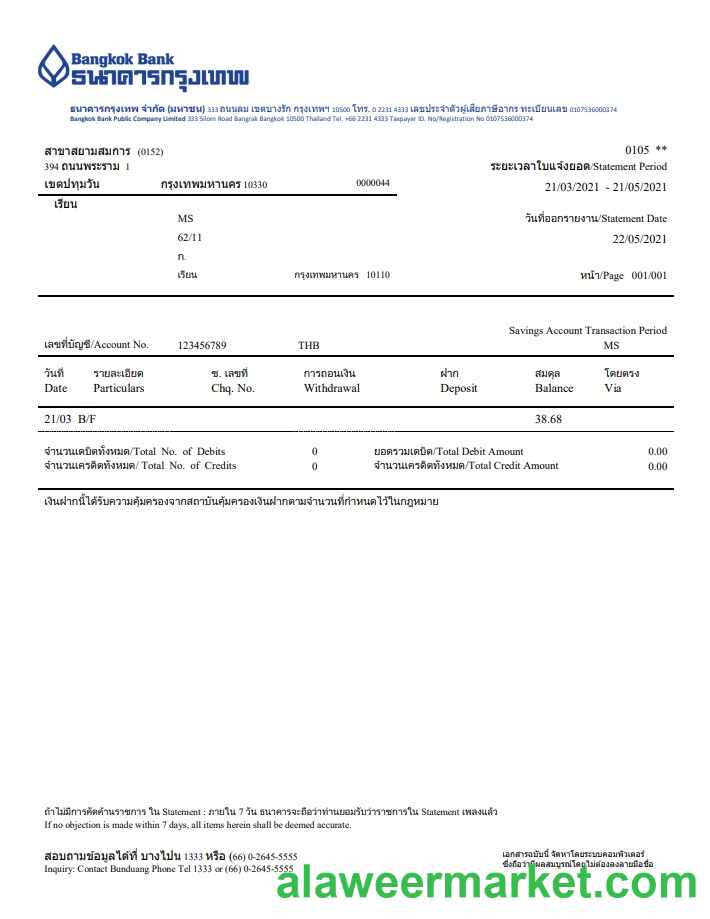 Bangkok Bank
ธนาคารกรุงเทพ
ธนาคารกรุงเทพ จำกัด (มหาชน) 333 ถนนลม เขตบางรัก กรุงเทพฯ 10500 โทร. 0 2231 4333 เลขประจำตัวผู้เสียภาษีอากร ทะเบียนเลข 0107536000374
Bangkok Bank Public Company Limited 333 Silom Road Bangrak Bangkok 10500 Thailand Tel. +66 2231 4333 Taxpayer ID. No/Registration No 0107536000374
สาขาสยามสมการ (0152) 0105 **
394 ถนนพระราม 1 ระยะเวลาใบแจ้งยอด/Statement Period
เขตปทุมวัน กรุงเทพมหานคร 10330 0000044 21/03/2021 - 21/05/2021
เรียน
MS วันที่ออกรายงาน/Statement Date
62/11 22/05/2021
ก.
เรียน กรุงเทพมหานคร 10110 หน้า/Page 001/001
Savings Account Transaction Period
เลขที่บัญชี/Account No. 123456789 THB MS
วันที่ รายละเอียด ช. เลขที่ การถอนเงิน ฝาก สมดุล โดยตรง
Date Particulars Chq. No. Withdrawal Deposit Balance Via
21/03 B/F 38.68
จำนวนเดบิตทั้งหมด/Total No. of Debits 0 ยอดรวมเดบิต/Total Debit Amount 0.00
จำนวนเครดิตทั้งหมด/ Total No. of Credits 0 จำนวนเครดิตทั้งหมด/Total Credit Amount 0.00
เงินฝากนี้ได้รับความคุ้มครองจากสถาบันคุ้มครองเงินฝากตามจำนวนที่กำหนดไว้ในกฎหมาย
ถ้าไม่มีการคัดค้านราชการ ใน Statement : ภายใน 7 วัน ธนาคารจะถือว่าท่านยอมรับว่าราชการใน Statement เพลงแล้ว
If no objection is made within 7 days, all items herein shall be deemed accurate.
สอบถามข้อมูลได้ที่ บางไปน 1333 หรือ (66) 0-2645-5555 เอกสารฉบับนี้ จัดหาโดยระบบคอมพิวเตอร์
Inquiry: Contact Bunduang Phone Tel 1333 or (66) 0-2645-5555 ซึ่งถือว่ามีผลสมบูรณ์โดยไม่ต้องลงลายมือชื่อ
alaweermarket.com